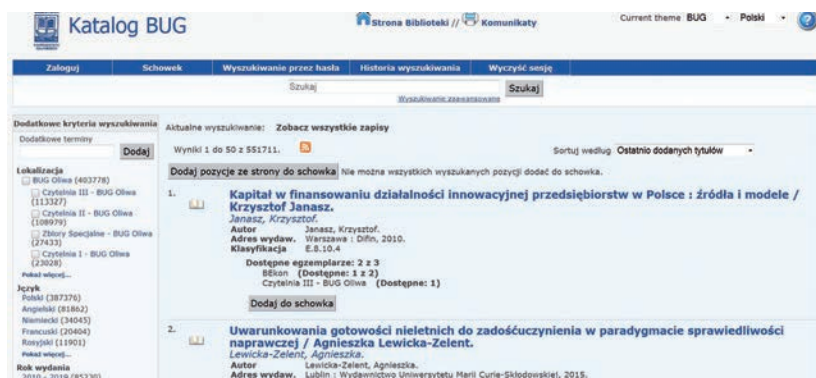 Katalog BUG
Strona Biblioteki // Komunikaty
Current theme BUG Polski
Zaloguj Schowek Wyszukiwanie przez hasła Historia wyszukiwania Wyczyść sesję
Szukaj Szukaj
Wyszukiwanie zaawansowane
Dodatkowe kryteria wyszukiwania
Dodatkowe terminy
Dodaj
Lokalizacja
BUG Oliwa (403778)
Czytelnia III - BUG Oliwa
(113327)
Czytelnia II - BUG Oliwa
(108979)
Zbiory Specjalne - BUG Oliwa
(27433)
Czytelnia I - BUG Oliwa
(23028)
Pokaż więcej...
Język
Polski (387376)
Angielski (81862)
Niemiecki (34045)
Francuski (20404)
Rosyjski (11901)
Pokaż więcej...
Rok wydania
2010 - 2019 (85230)
Aktualne wyszukiwanie: Zobacz wszystkie zapisy
Wyniki 1 do 50 z 551711.
Sortuj według Ostatnio dodanych tytułów
Dodaj pozycje ze strony do schowka Nie można wszystkich wyszukanych pozycji dodać do schowka.
1. Kapitał w finansowaniu działalności innowacyjnej przedsiębiorstw w Polsce : źródła i modele /
Krzysztof Janasz.
Janasz, Krzysztof.
Autor Janasz, Krzysztof.
Adres wydaw. Warszawa : Difin, 2010.
Klasyfikacja E.8.10.4
Dostępne egzemplarze: 2 z 3
BEkon (Dostępne: 1 z 2)
Czytelnia III - BUG Oliwa (Dostępne: 1)
Dodaj do schowka
2. Uwarunkowania gotowości nieletnich do zadośćuczynienia w paradygmacie sprawiedliwości
naprawczej / Agnieszka Lewicka-Zelent.
Lewicka-Zelent, Agnieszka.
Autor Lewicka-Zelent, Agnieszka.
Adres wydaw. Lublin : Wydawnictwo Uniwersytetu Marii Curie-Skłodowskiej, 2015.